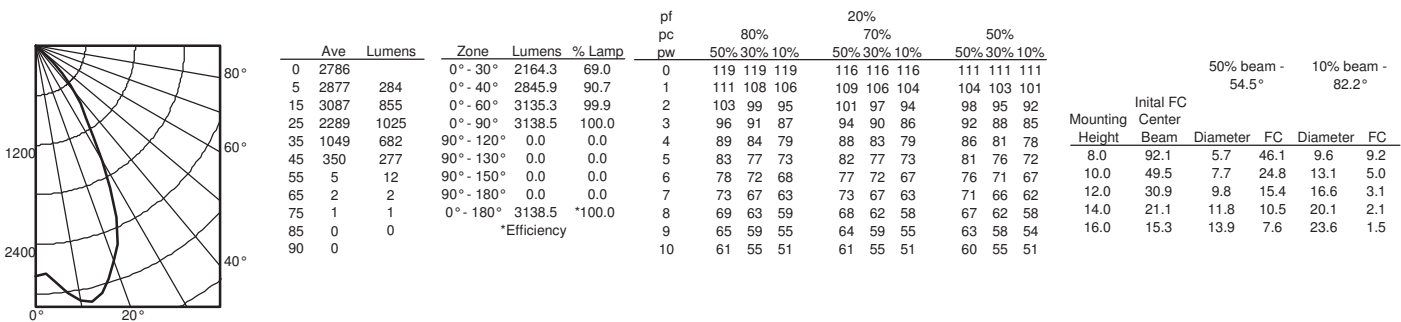 1200
2400
0° 20°
40°
60°
80°
Ave Lumens
0 2786
5 2877 284
15 3087 855
25 2289 1025
35 1049 682
45 350 277
55 5 12
65 2 2
75 1 1
85 0 0
90 0
Zone Lumens % Lamp
0° - 30° 2164.3 69.0
0° - 40° 2845.9 90.7
0° - 60° 3135.3 99.9
0° - 90° 3138.5 100.0
90° - 120° 0.0 0.0
90° - 130° 0.0 0.0
90° - 150° 0.0 0.0
90° - 180° 0.0 0.0
0° - 180° 3138.5 *100.0
*Efficiency
pf 20%
pc 80% 70% 50%
pw 50% 30% 10% 50% 30% 10% 50% 30% 10%
0 119 119 119 116 116 116 111 111 111
1 111 108 106 109 106 104 104 103 101
2 103 99 95 101 97 94 98 95 92
3 96 91 87 94 90 86 92 88 85
4 89 84 79 88 83 79 86 81 78
5 83 77 73 82 77 73 81 76 72
6 78 72 68 77 72 67 76 71 67
7 73 67 63 73 67 63 71 66 62
8 69 63 59 68 62 58 67 62 58
9 65 59 55 64 59 55 63 58 54
10 61 55 51 61 55 51 60 55 51
50% beam - 10% beam -
54.5° 82.2°
Inital FC
Mounting Center
Height Beam Diameter FC Diameter FC
8.0 92.1 5.7 46.1 9.6 9.2
10.0 49.5 7.7 24.8 13.1 5.0
12.0 30.9 9.8 15.4 16.6 3.1
14.0 21.1 11.8 10.5 20.1 2.1
16.0 15.3 13.9 7.6 23.6 1.5